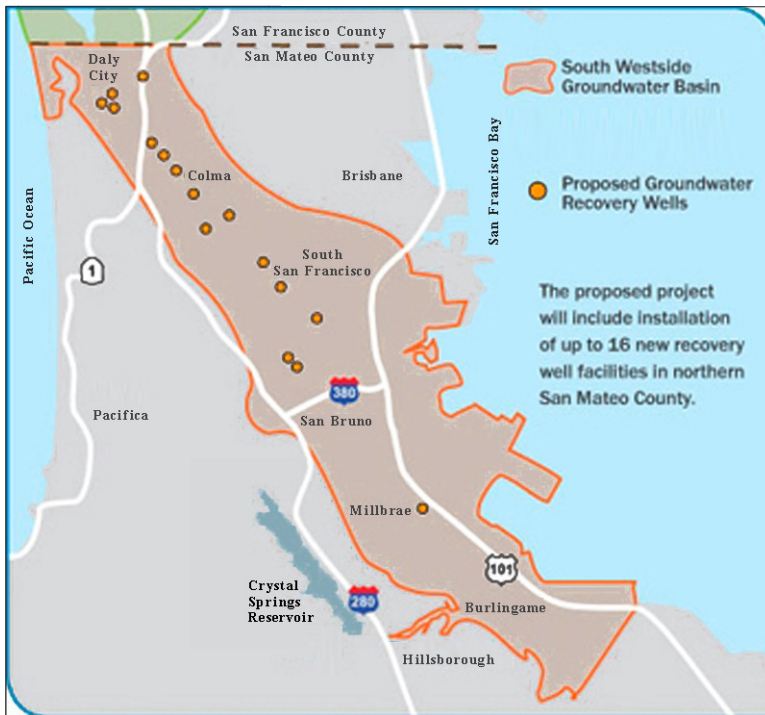 San Francisco County
San Mateo County
Daly
City
South Westside
Groundwater Basin
San Francisco Bay
Colma
Brisbane
Proposed Groundwater
Recovery Wells
Pacific Ocean
1
South
San Francisco
The proposed project
will include installation
of up to 16 new recovery
well facilities in northern
San Mateo County.
380
Pacifica
San Bruno
Millbrae
101
Crystal
Springs
Reservoir
280
Burlingame
Hillsborough